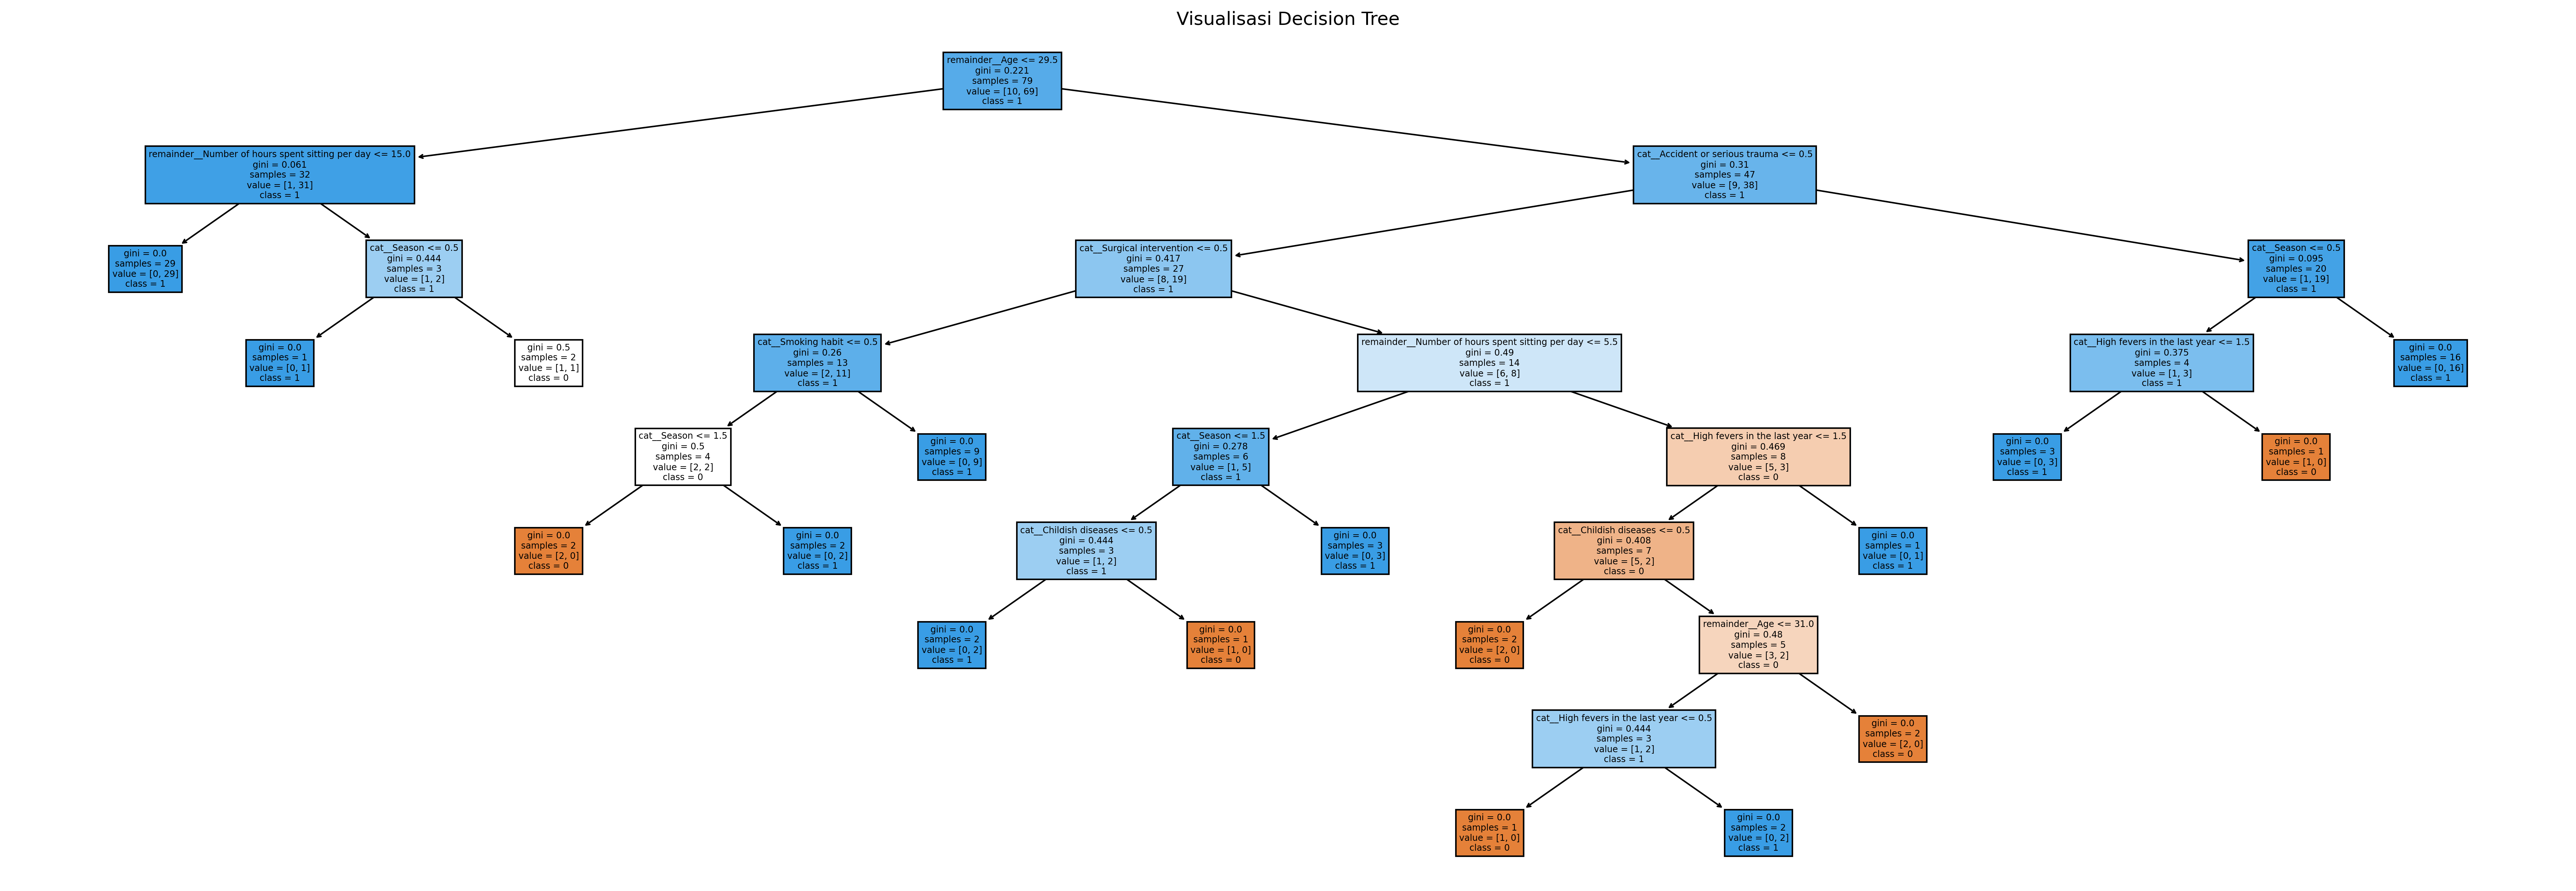 Visualisasi Decision Tree
remainder__Age <= 29.5
gini = 0.221
samples = 79
value = [10, 69]
class = 1
remainder__Number of hours spent sitting per day <= 15.0
gini = 0.061
samples = 32
value = [1, 31]
class = 1
cat__Accident or serious trauma <= 0.5
gini = 0.31
samples = 47
value = [9, 38]
class = 1
gini = 0.0
samples = 29
value = [0, 29]
class = 1
cat__Season <= 0.5
gini = 0.444
samples = 3
value = [1, 2]
class = 1
cat__Surgical intervention <= 0.5
gini = 0.417
samples = 27
value = [8, 19]
class = 1
cat__Season <= 0.5
gini = 0.095
samples = 20
value = [1, 19]
class = 1
gini = 0.0
samples = 1
value = [0, 1]
class = 1
gini = 0.5
samples = 2
value = [1, 1]
class = 0
cat__Smoking habit <= 0.5
gini = 0.26
samples = 13
value = [2, 11]
class = 1
remainder__Number of hours spent sitting per day <= 5.5
gini = 0.49
samples = 14
value = [6, 8]
class = 1
cat__High fevers in the last year <= 1.5
gini = 0.375
samples = 4
value = [1, 3]
class = 1
gini = 0.0
samples = 16
value = [0, 16]
class = 1
cat__Season <= 1.5
gini = 0.5
samples = 4
value = [2, 2]
class = 0
gini = 0.0
samples = 9
value = [0, 9]
class = 1
cat__Season <= 1.5
gini = 0.278
samples = 6
value = [1, 5]
class = 1
cat__High fevers in the last year <= 1.5
gini = 0.469
samples = 8
value = [5, 3]
class = 0
gini = 0.0
samples = 3
value = [0, 3]
class = 1
gini = 0.0
samples = 1
value = [1, 0]
class = 0
gini = 0.0
samples = 2
value = [2, 0]
class = 0
gini = 0.0
samples = 2
value = [0, 2]
class = 1
cat__Childish diseases <= 0.5
gini = 0.444
samples = 3
value = [1, 2]
class = 1
gini = 0.0
samples = 3
value = [0, 3]
class = 1
cat__Childish diseases <= 0.5
gini = 0.408
samples = 7
value = [5, 2]
class = 0
gini = 0.0
samples = 1
value = [0, 1]
class = 1
gini = 0.0
samples = 2
value = [0, 2]
class = 1
gini = 0.0
samples = 1
value = [1, 0]
class = 0
gini = 0.0
samples = 2
value = [2, 0]
class = 0
remainder__Age <= 31.0
gini = 0.48
samples = 5
value = [3, 2]
class = 0
cat__High fevers in the last year <= 0.5
gini = 0.444
samples = 3
value = [1, 2]
class = 1
gini = 0.0
samples = 2
value = [2, 0]
class = 0
gini = 0.0
samples = 1
value = [1, 0]
class = 0
gini = 0.0
samples = 2
value = [0, 2]
class = 1